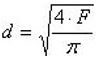 d = √(4 · F / π)